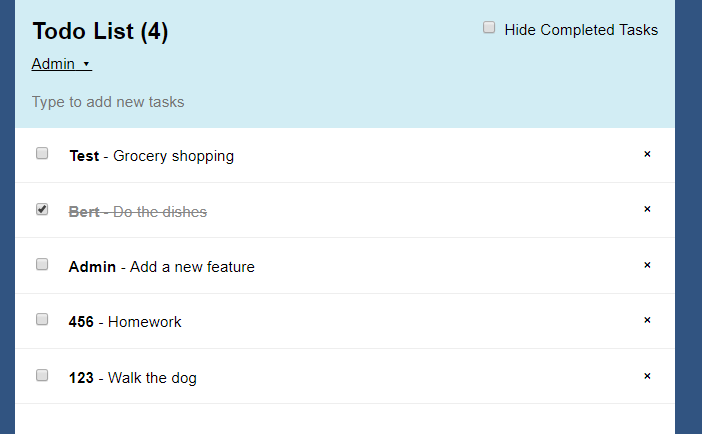 Todo List (4)
Hide Completed Tasks
Admin ▾
Type to add new tasks
Test - Grocery shopping ×
Bert - Do the dishes ×
Admin - Add a new feature ×
456 - Homework ×
123 - Walk the dog ×